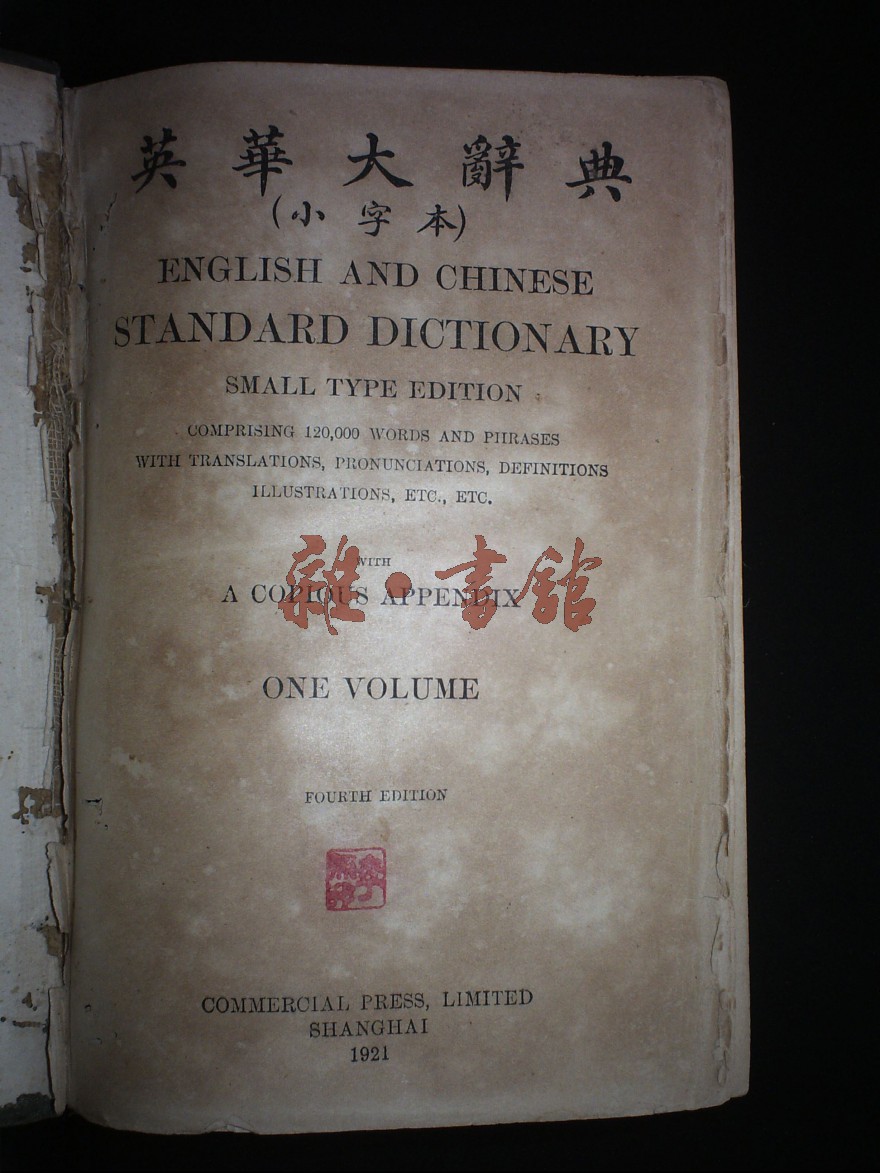 英華大辭典
(小字本)
ENGLISH AND CHINESE
STANDARD DICTIONARY
SMALL TYPE EDITION
COMPRISING 120,000 WORDS AND PHRASES
WITH TRANSLATIONS, PRONUNCIATIONS, DEFINITIONS
ILLUSTRATIONS, ETC., ETC.
WITH
A COPIOUS APPENDIX
雜·書館
ONE VOLUME
FOURTH EDITION
COMMERCIAL PRESS, LIMITED
SHANGHAI
1921